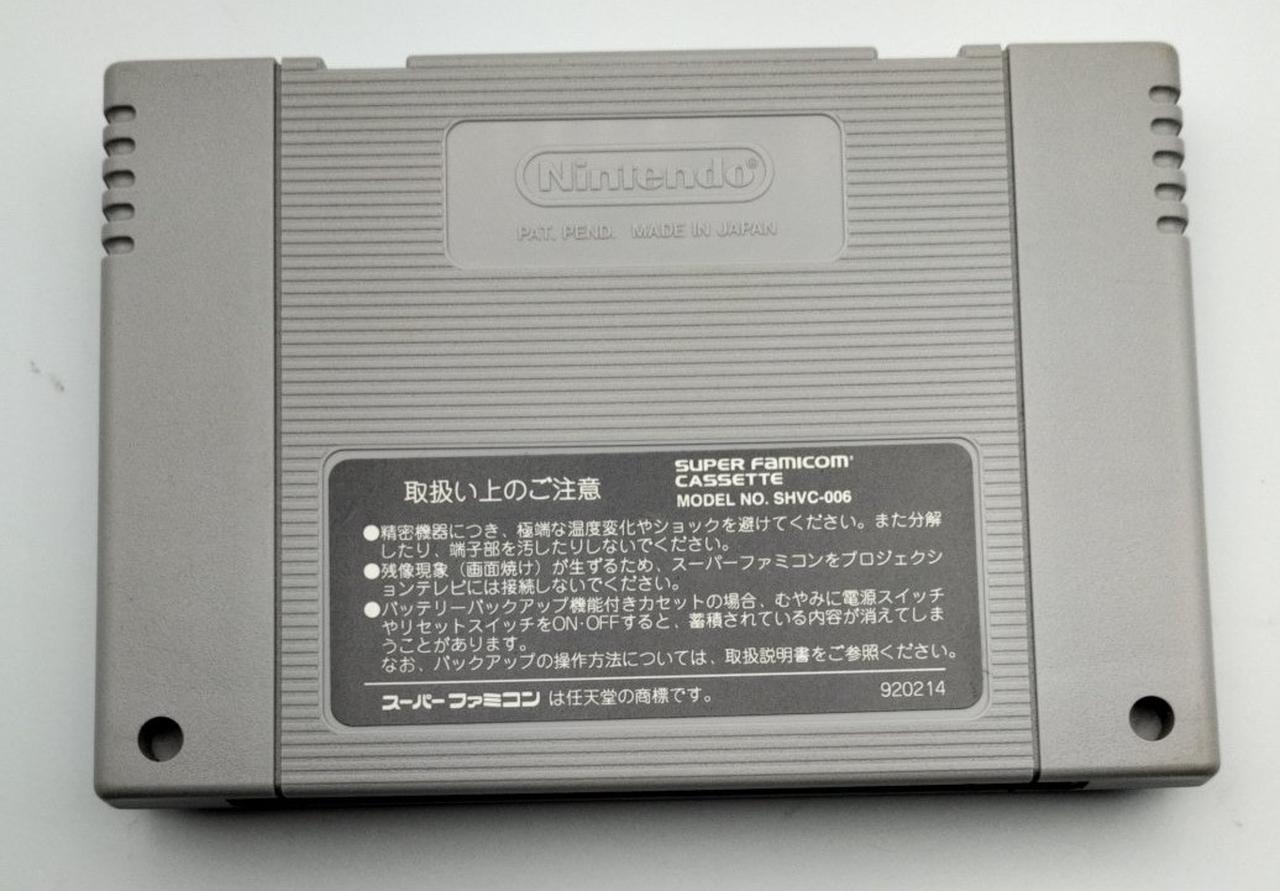 Nintendo®
PAT. PEND. MADE IN JAPAN
取扱い上のご注意
SUPER FAMICOM
CASSETTE
MODEL NO. SHVC-006
●精密機器につき、極端な温度変化やショックを避けてください。また分解
したり、端子部を汚したりしないでください。
●残像現象（画面焼け）が生ずるため、スーパーファミコンをプロジェクシ
ョンテレビには接続しないでください。
●バッテリーバックアップ機能付きカセットの場合、むやみに電源スイッチ
やリセットスイッチをON·OFFすると、蓄積されている内容が消えてしま
うことがあります。
なお、バックアップの操作方法については、取扱説明書をご参照ください。
スーパーファミコン は任天堂の商標です。
920214